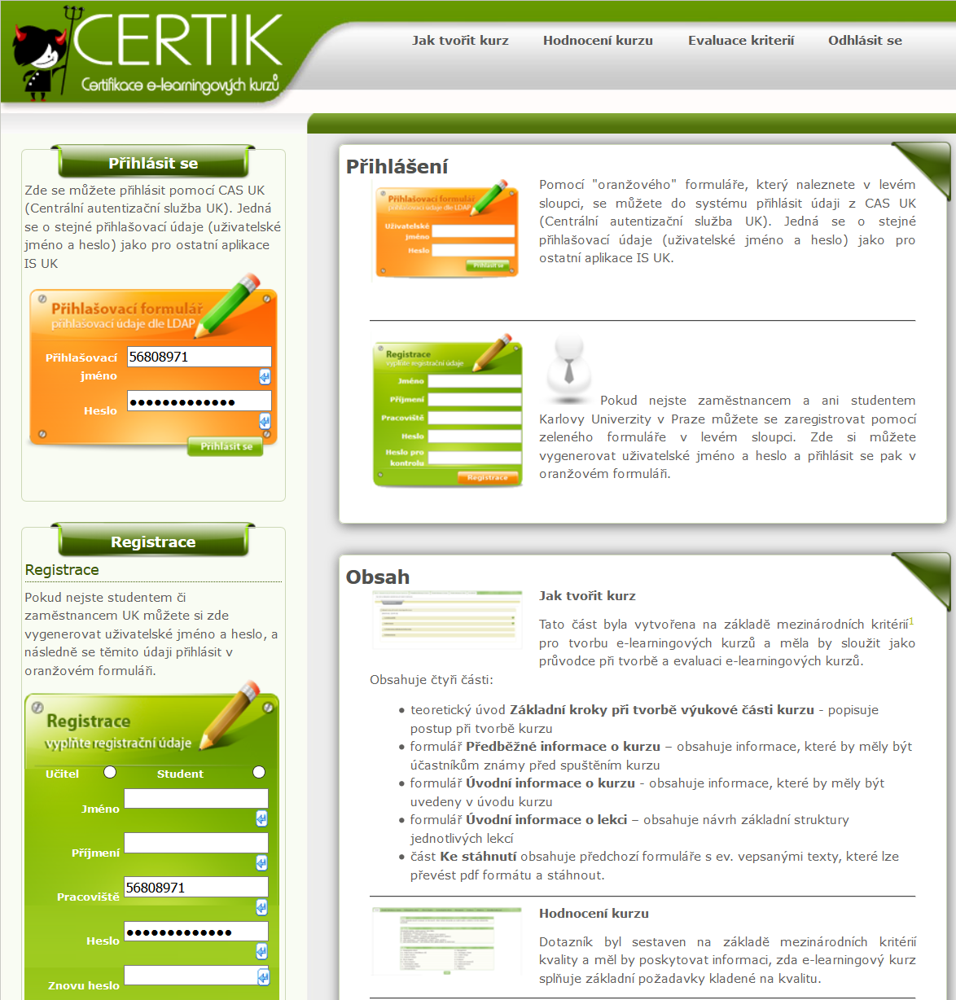 CERTIK
Certifikace e-learningových kurzů
Jak tvořit kurz
Hodnocení kurzu
Evaluace kriterií
Odhlásit se
Přihlásit se
Zde se můžete přihlásit pomocí CAS UK
(Centrální autentizační služba UK). Jedná
se o stejné přihlašovací údaje (uživatelské
jméno a heslo) jako pro ostatní aplikace
IS UK
Přihlašovací formulář
přihlašovací údaje dle LDAP
Přihlašovací
jméno
56808971
Heslo
•••••••••••••
Přihlásit se
Registrace
Registrace
Pokud nejste studentem či
zaměstnancem UK můžete si zde
vygenerovat uživatelské jméno a heslo, a
následně se těmito údaji přihlásit v
oranžovém formuláři.
Registrace
vyplňte registrační údaje
Učitel
Student
Jméno
Příjmení
Pracoviště
56808971
Heslo
•••••••••••••
Znovu heslo
Přihlášení
Přihlašovací formulář
přihlašovací údaje dle LDAP
Uživatelské
jméno
Heslo
Přihlásit se
Pomocí "oranžového" formuláře, který naleznete v levém
sloupci, se můžete do systému přihlásit údaji z CAS UK
(Centrální autentizační služba UK). Jedná se o stejné
přihlašovací údaje (uživatelské jméno a heslo) jako pro
ostatní aplikace IS UK.
Registrace
vyplňte registrační údaje
Jméno
Příjmení
Pracoviště
Heslo
Heslo pro
kontrolu
Registrace
Pokud nejste zaměstnancem a ani studentem
Karlovy Univerzity v Praze můžete se zaregistrovat pomocí
zeleného formuláře v levém sloupci. Zde si můžete
vygenerovat uživatelské jméno a heslo a přihlásit se pak v
oranžovém formuláři.
Obsah
Jak tvořit kurz
Tato část byla vytvořena na základě mezinárodních kritérií1
pro tvorbu e-learningových kurzů a měla by sloužit jako
průvodce při tvorbě a evaluaci e-learningových kurzů.
Obsahuje čtyři části:
• teoretický úvod Základní kroky při tvorbě výukové části kurzu - popisuje
postup při tvorbě kurzu
• formulář Předběžné informace o kurzu – obsahuje informace, které by měly být
účastníkům známy před spuštěním kurzu
• formulář Úvodní informace o kurzu - obsahuje informace, které by měly být
uvedeny v úvodu kurzu
• formulář Úvodní informace o lekci – obsahuje návrh základní struktury
jednotlivých lekcí
• část Ke stáhnutí obsahuje předchozí formuláře s ev. vepsanými texty, které lze
převést pdf formátu a stáhnout.
Hodnocení kurzu
Dotazník byl sestaven na základě mezinárodních kritérií
kvality a měl by poskytovat informaci, zda e-learningový kurz
splňuje základní požadavky kladené na kvalitu.